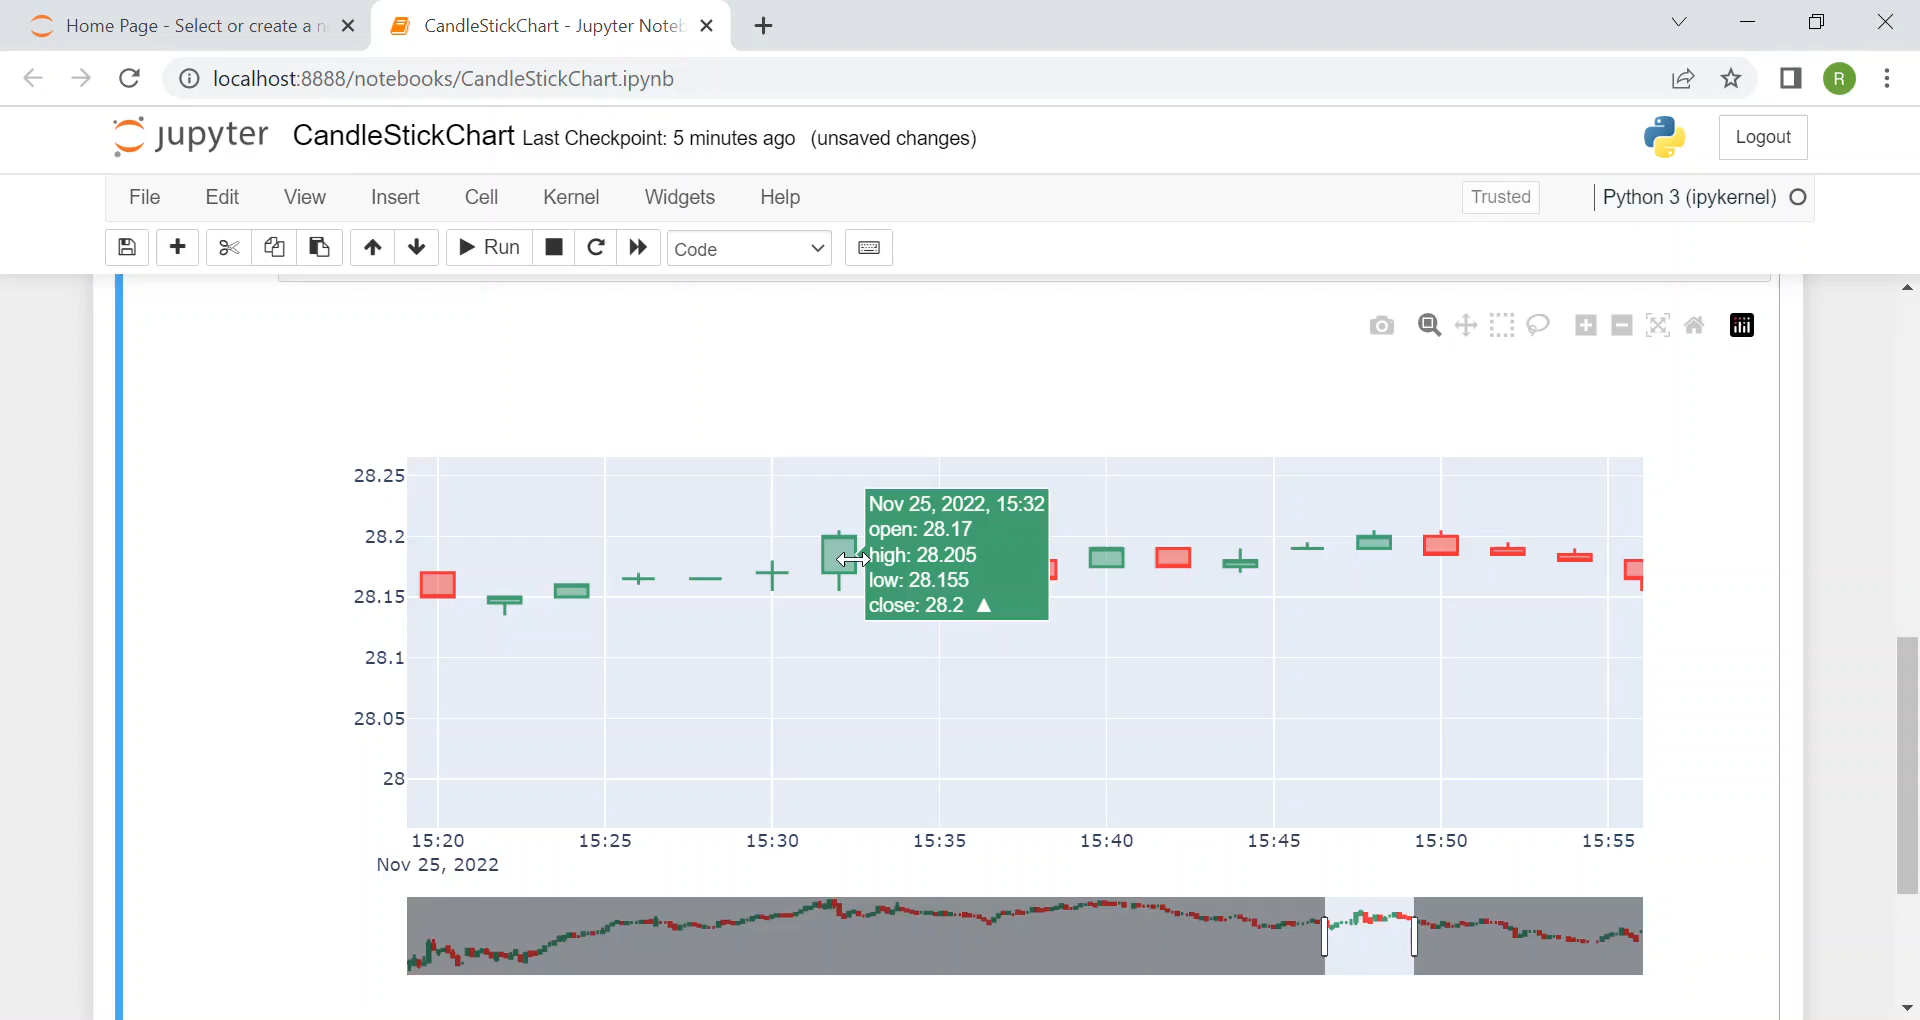 Home Page - Select or create a n
CandleStickChart - Jupyter Noteb
localhost:8888/notebooks/CandleStickChart.ipynb
R
jupyter CandleStickChart Last Checkpoint: 5 minutes ago (unsaved changes)
Logout
File Edit View Insert Cell Kernel Widgets Help
Trusted
Python 3 (ipykernel)
Run
Code
28.25
28.2
28.15
28.1
28.05
28
Nov 25, 2022, 15:32
open: 28.17
high: 28.205
low: 28.155
close: 28.2 ▲
15:20 15:25 15:30 15:35 15:40 15:45 15:50 15:55
Nov 25, 2022